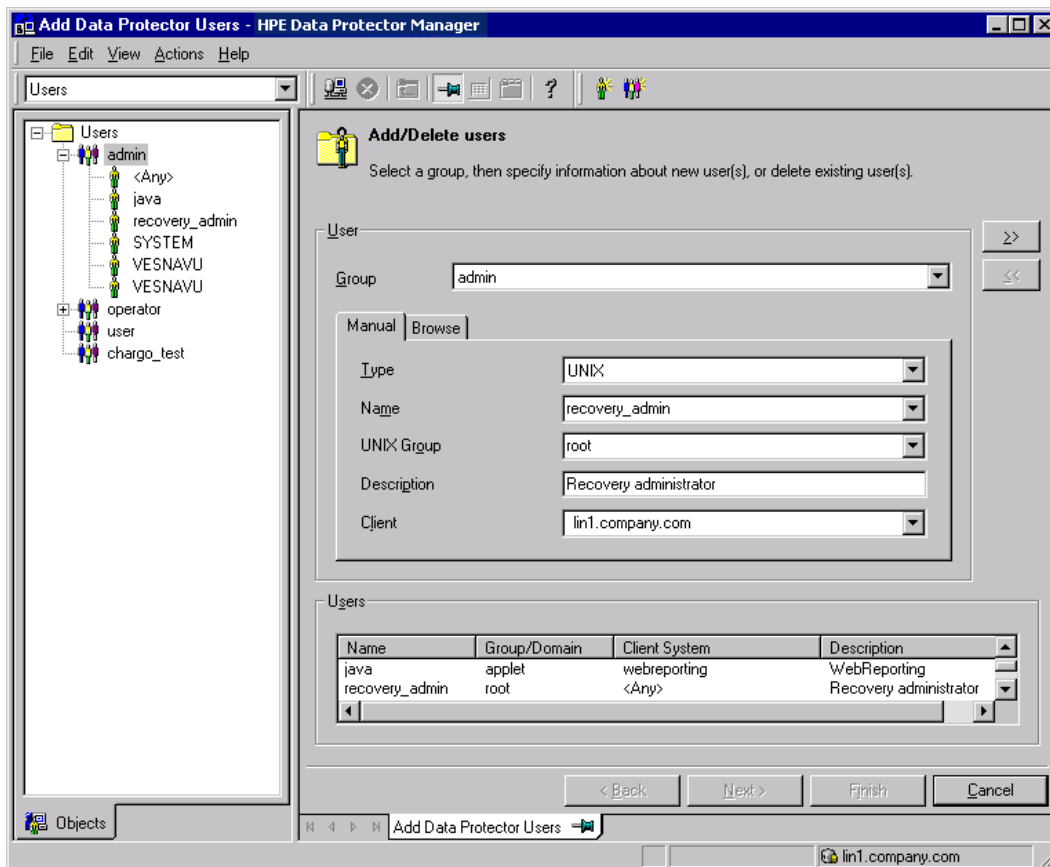 Add Data Protector Users - HPE Data Protector Manager
File Edit View Actions Help
Users
?
Users
admin
<Any>
java
recovery_admin
SYSTEM
VESNAVU
VESNAVU
operator
user
chargo_test
Objects
Add/Delete users
Select a group, then specify information about new user(s), or delete existing user(s).
User
>>
<<
Group admin
Manual Browse
Type UNIX
Name recovery_admin
UNIX Group root
Description Recovery administrator
Client lin1.company.com
Users
Name Group/Domain Client System Description
java applet webreporting WebReporting
recovery_admin root <Any> Recovery administrator
< Back Next > Finish Cancel
Add Data Protector Users
lin1.company.com